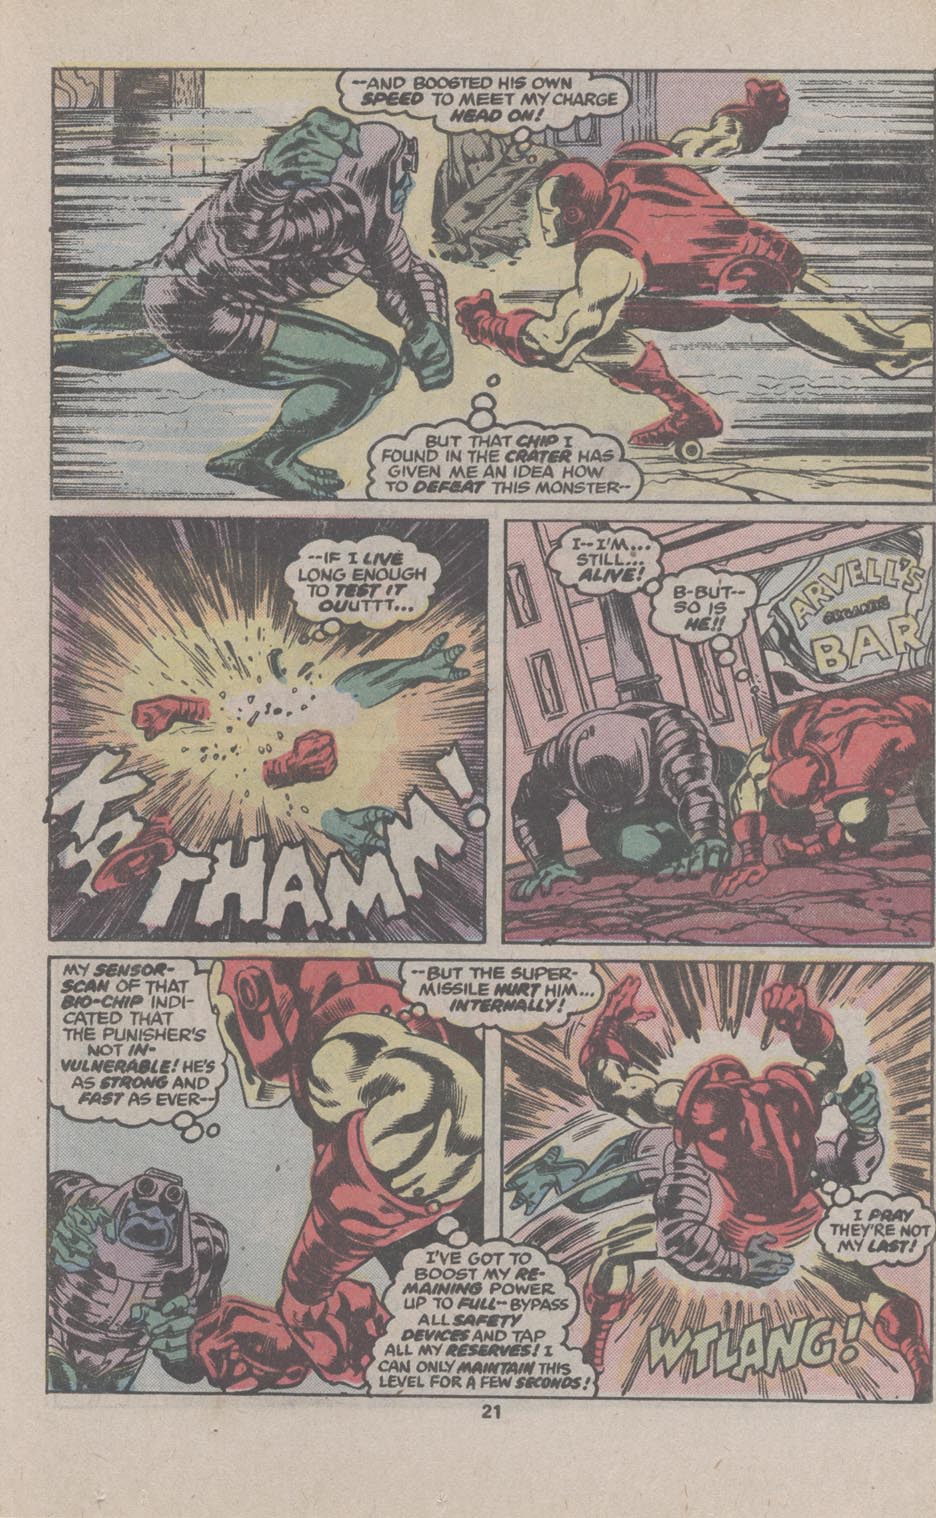 --AND BOOSTED HIS OWN
SPEED TO MEET MY CHARGE
HEAD ON!
BUT THAT CHIP I
FOUND IN THE CRATER HAS
GIVEN ME AN IDEA HOW
TO DEFEAT THIS MONSTER--
--IF I LIVE
LONG ENOUGH
TO TEST IT
OUUTTT...
KRTHAMM!
I--I'M...
STILL...
ALIVE!
B-BUT--
SO IS
HE!!
ARVELL'S
ORGANIC
BAR
MY SENSOR-
SCAN OF THAT
BIO-CHIP INDI-
CATED THAT
THE PUNISHER'S
NOT IN-
VULNERABLE! HE'S
AS STRONG AND
FAST AS EVER--
--BUT THE SUPER-
MISSILE HURT HIM...
INTERNALLY!
I'VE GOT TO
BOOST MY RE-
MAINING POWER
UP TO FULL--BYPASS
ALL SAFETY
DEVICES AND TAP
ALL MY RESERVES! I
CAN ONLY MAINTAIN THIS
LEVEL FOR A FEW SECONDS!
I PRAY
THEY'RE NOT
MY LAST!
WTLANG!
21